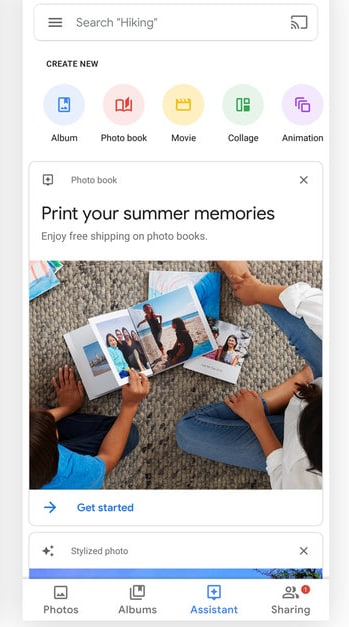 Search "Hiking"
CREATE NEW
Album Photo book Movie Collage Animation
Photo book
Print your summer memories
Enjoy free shipping on photo books.
Get started
Stylized photo
Photos Albums Assistant Sharing